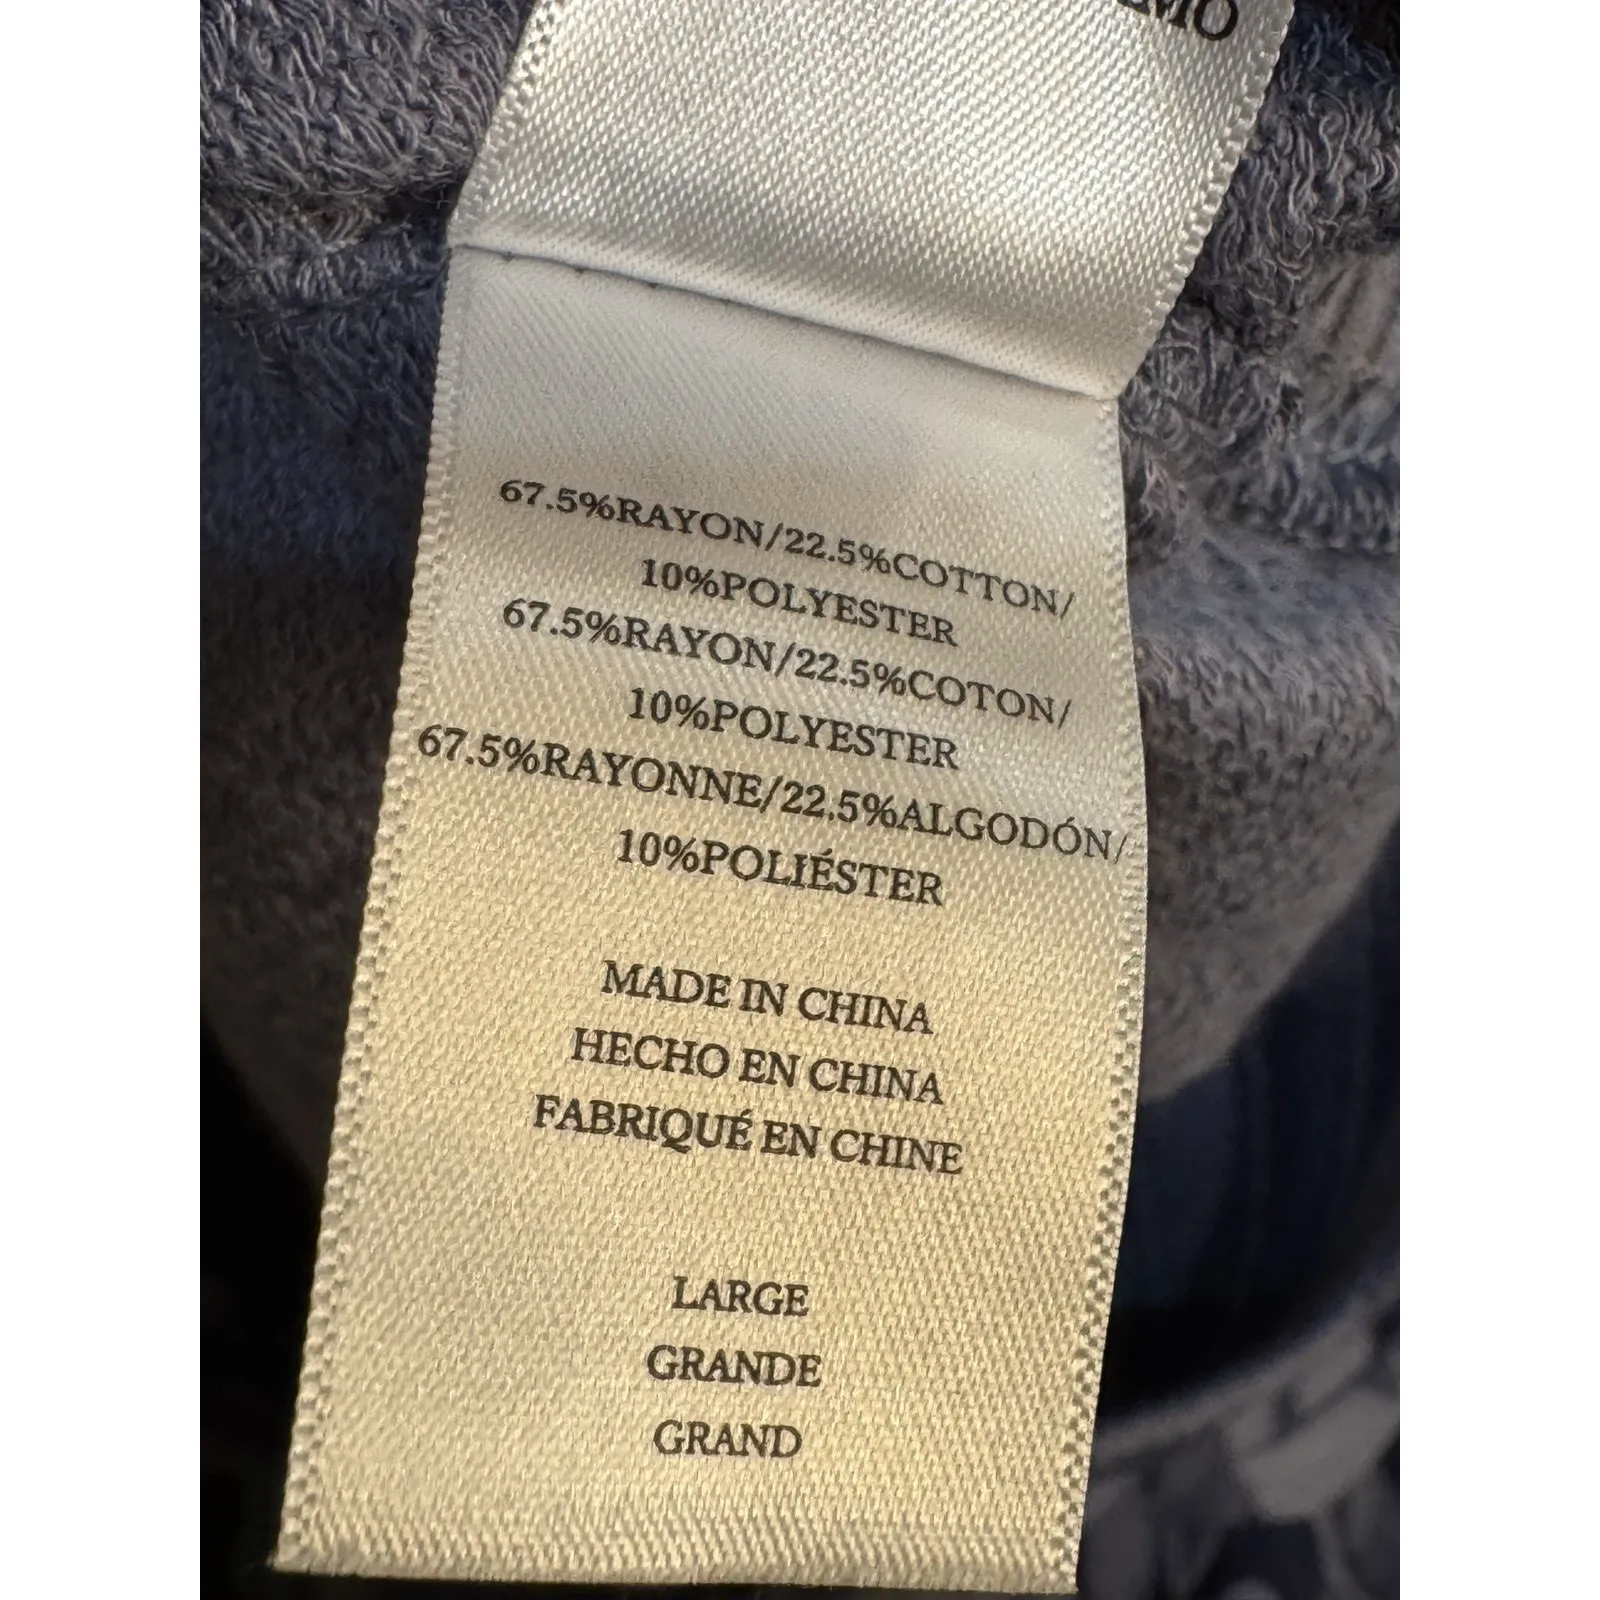 67.5%RAYON/22.5%COTTON/
10%POLYESTER
67.5%RAYON/22.5%COTON/
10%POLYESTER
67.5%RAYONNE/22.5%ALGODÓN/
10%POLIÉSTER
MADE IN CHINA
HECHO EN CHINA
FABRIQUÉ EN CHINE
LARGE
GRANDE
GRAND